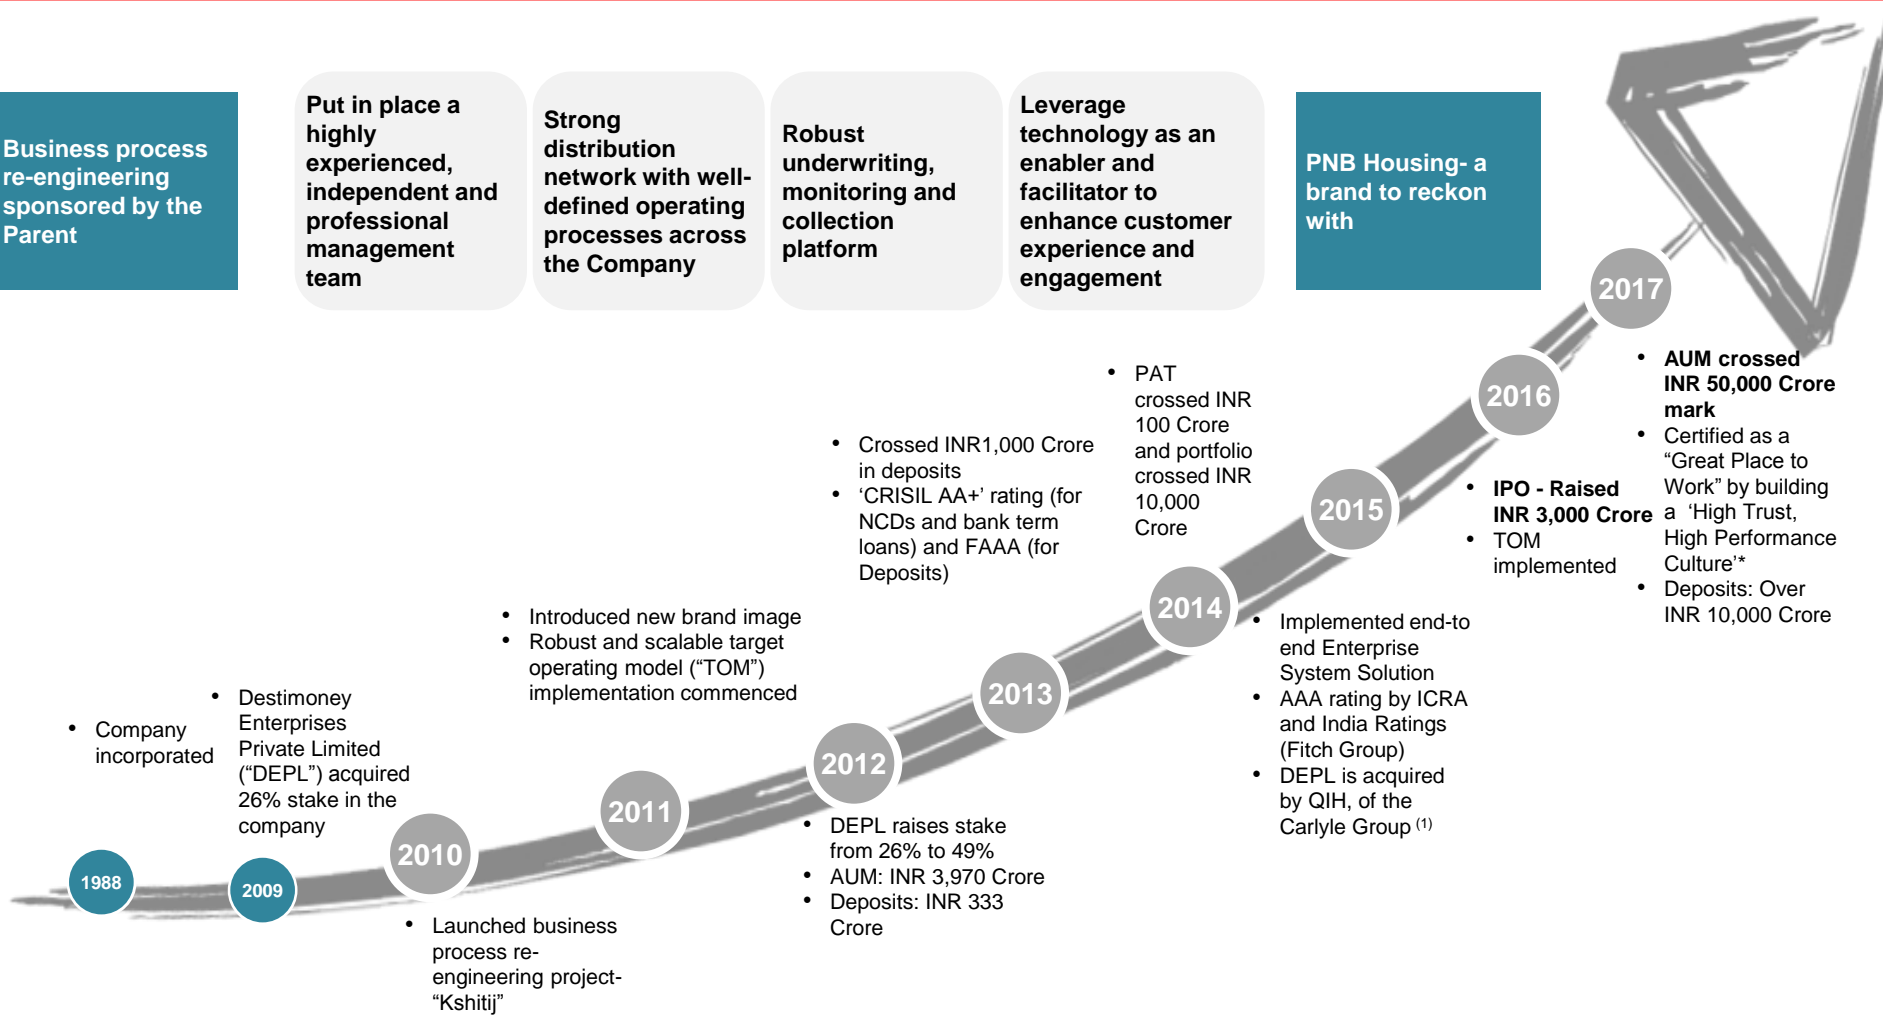 Business process
re-engineering
sponsored by the
Parent
Put in place a
highly
experienced,
independent and
professional
management
team
Strong
distribution
network with well-
defined operating
processes across
the Company
Robust
underwriting,
monitoring and
collection
platform
Leverage
technology as an
enabler and
facilitator to
enhance customer
experience and
engagement
PNB Housing- a
brand to reckon
with
1988
• Company
incorporated
2009
• Destimoney
Enterprises
Private Limited
(“DEPL”) acquired
26% stake in the
company
2010
• Launched business
process re-
engineering project-
“Kshitij”
2011
• Introduced new brand image
• Robust and scalable target
operating model (“TOM”)
implementation commenced
2012
• DEPL raises stake
from 26% to 49%
• AUM: INR 3,970 Crore
• Deposits: INR 333
Crore
2013
• Crossed INR1,000 Crore
in deposits
• ‘CRISIL AA+’ rating (for
NCDs and bank term
loans) and FAAA (for
Deposits)
2014
• PAT
crossed INR
100 Crore
and portfolio
crossed INR
10,000
Crore
2015
• Implemented end-to
end Enterprise
System Solution
• AAA rating by ICRA
and India Ratings
(Fitch Group)
• DEPL is acquired
by QIH, of the
Carlyle Group (1)
2016
• IPO - Raised
INR 3,000 Crore
• TOM
implemented
2017
• AUM crossed
INR 50,000 Crore
mark
• Certified as a
“Great Place to
Work” by building
a ‘High Trust,
High Performance
Culture’*
• Deposits: Over
INR 10,000 Crore